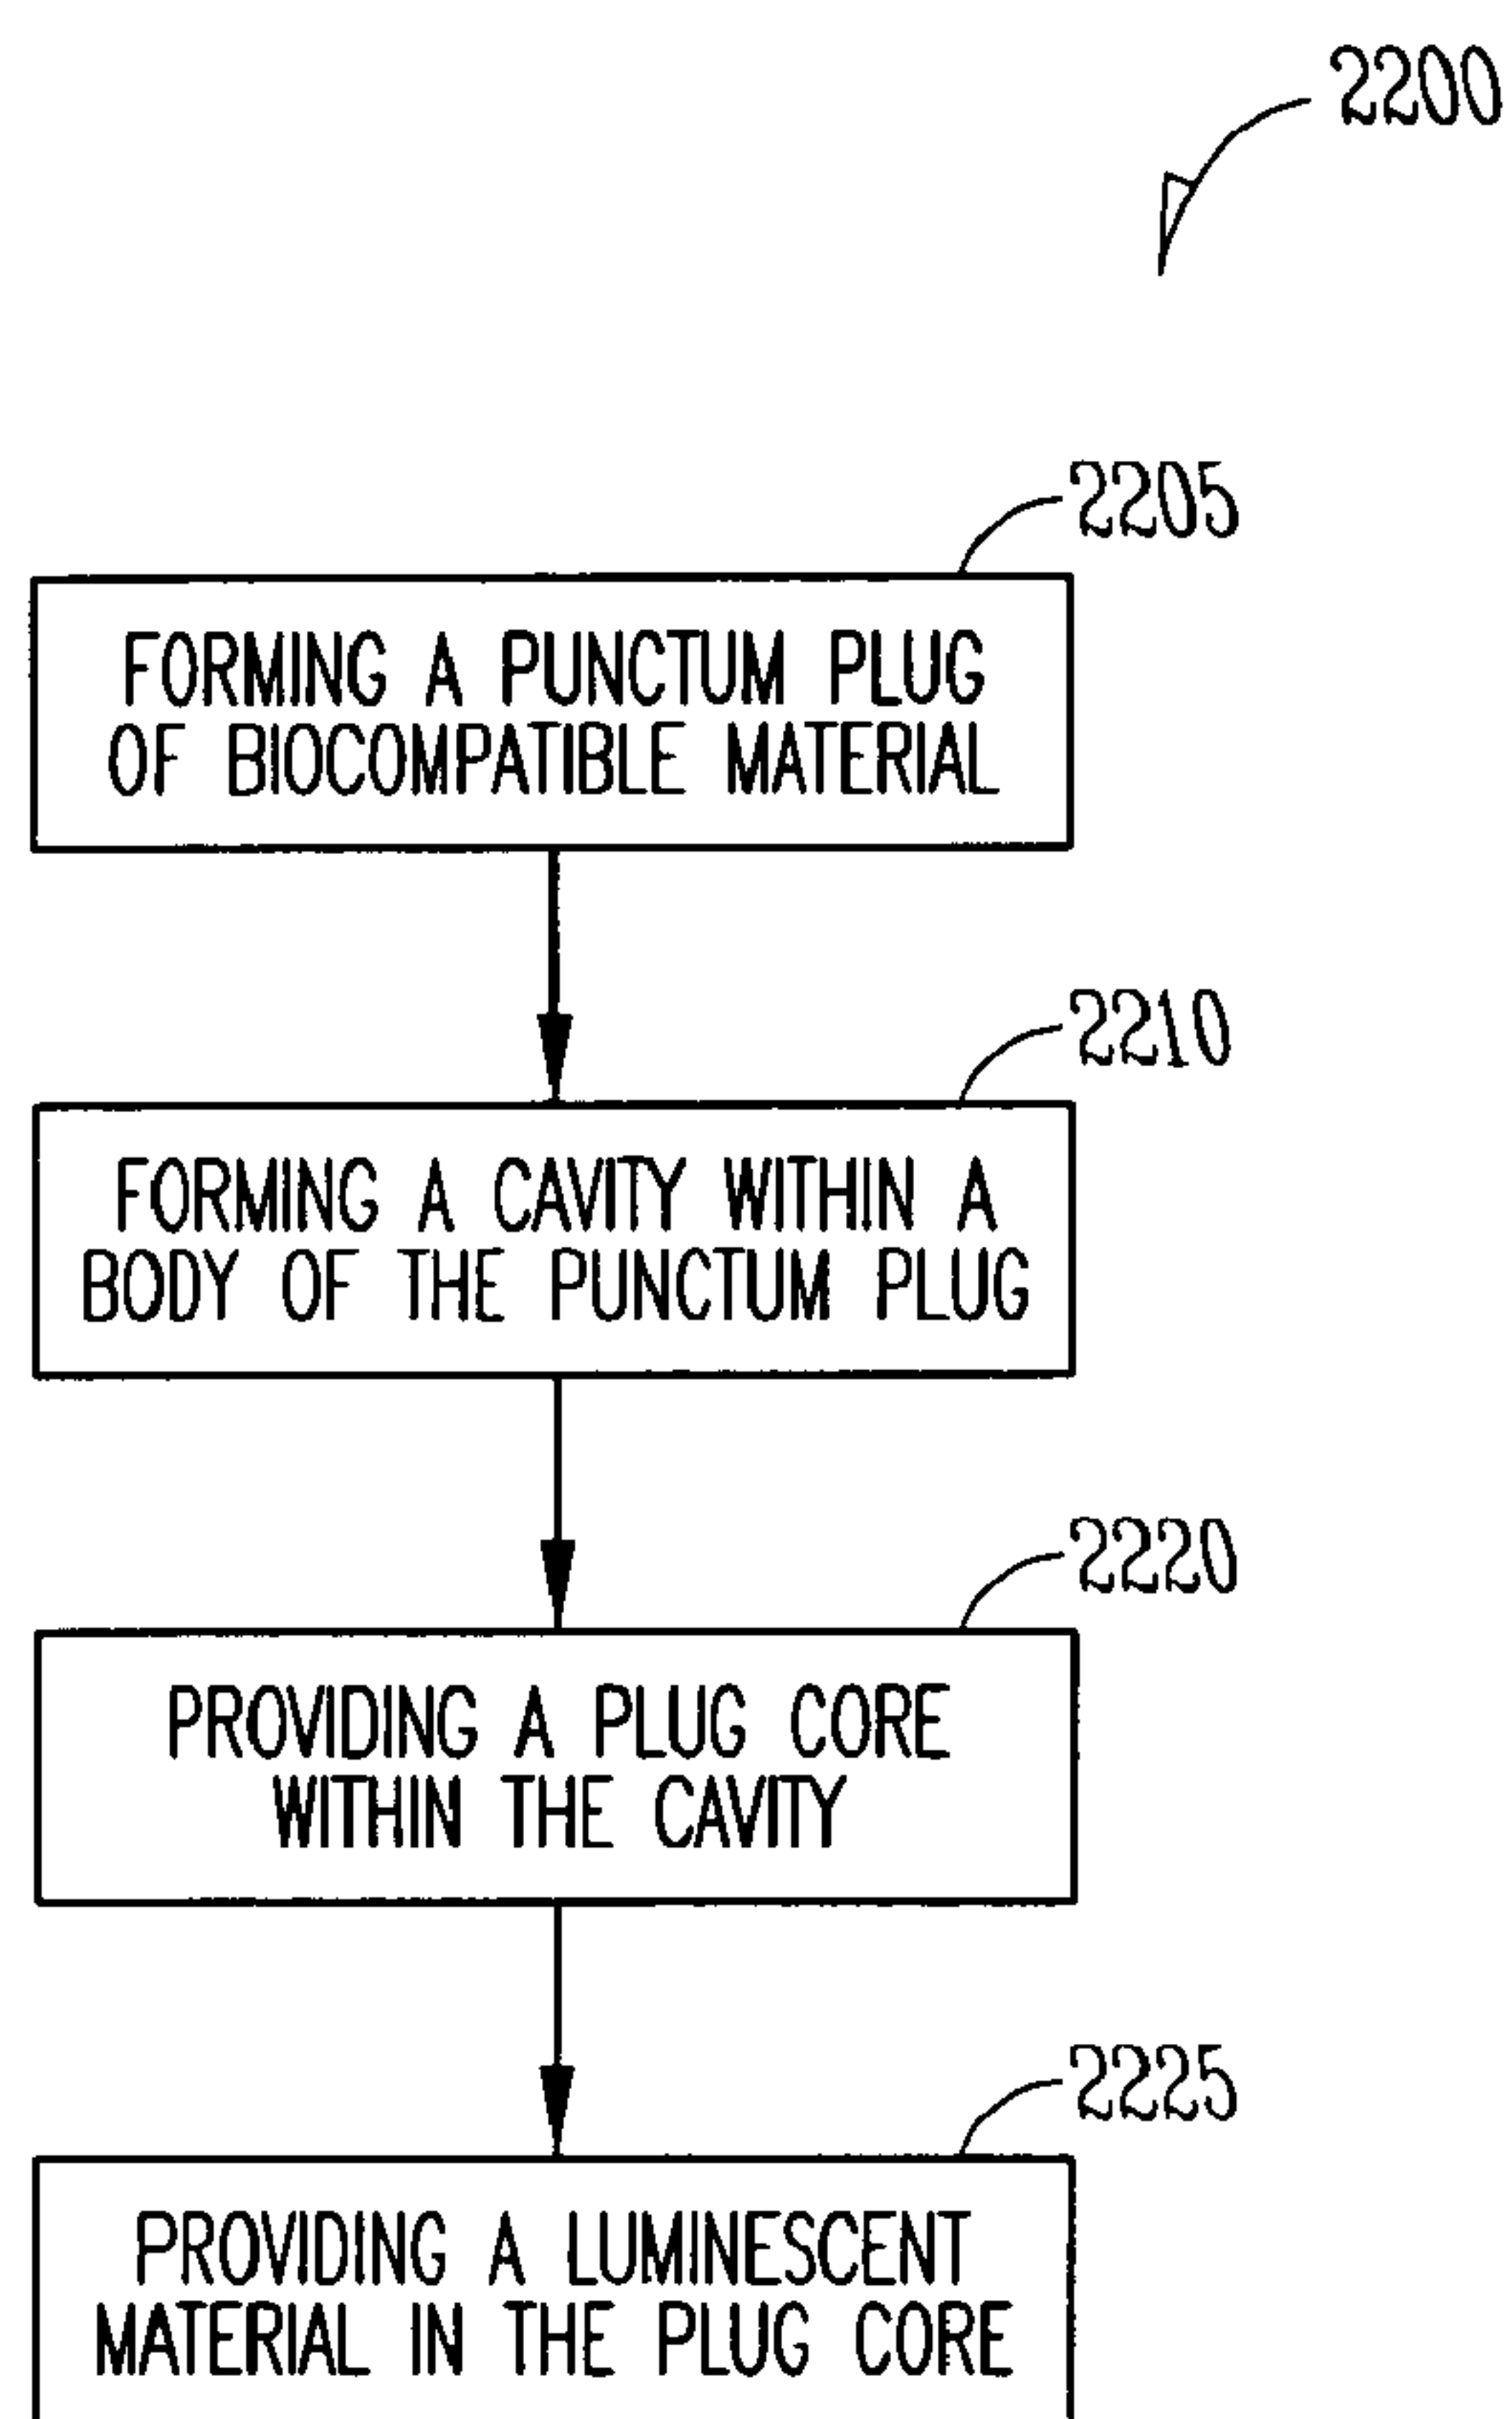 2200
2205
FORMING A PUNCTUM PLUG
OF BIOCOMPATIBLE MATERIAL
2210
FORMING A CAVITY WITHIN A
BODY OF THE PUNCTUM PLUG
2220
PROVIDING A PLUG CORE
WITHIN THE CAVITY
2225
PROVIDING A LUMINESCENT
MATERIAL IN THE PLUG CORE